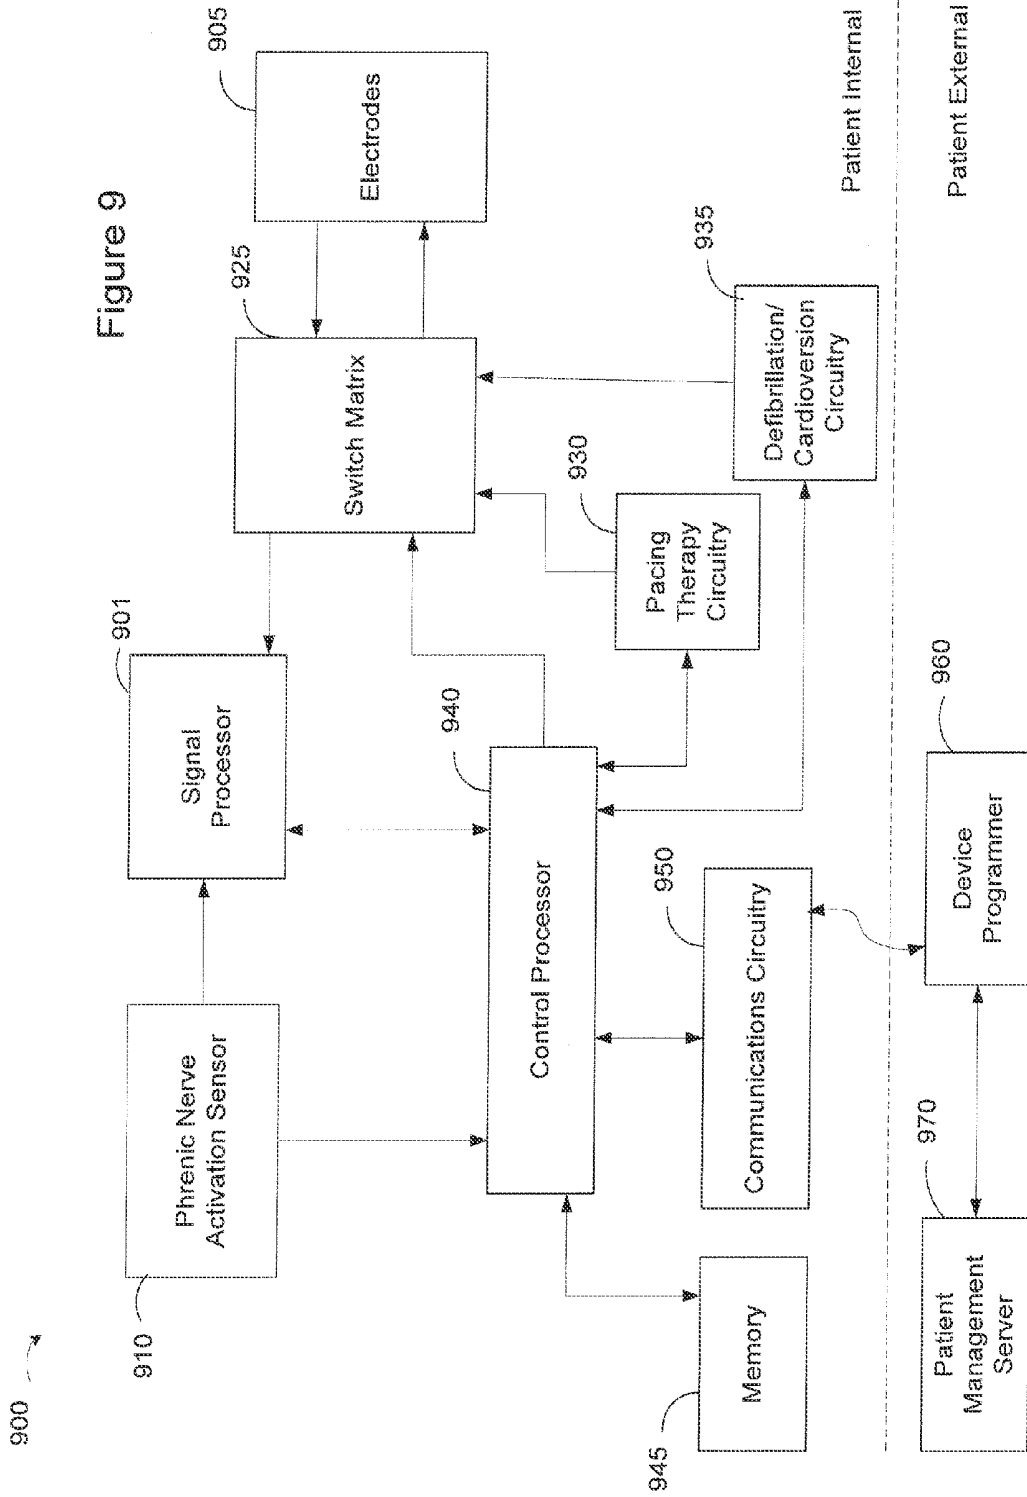 900
Figure 9
910
Phrenic Nerve
Activation Sensor
901
Signal
Processor
925
Switch Matrix
905
Electrodes
940
Control Processor
930
Pacing
Therapy
Circuitry
935
Defibrillation/
Cardioversion
Circuitry
945
Memory
950
Communications Circuitry
Patient Internal
Patient External
970
Patient
Management
Server
960
Device
Programmer